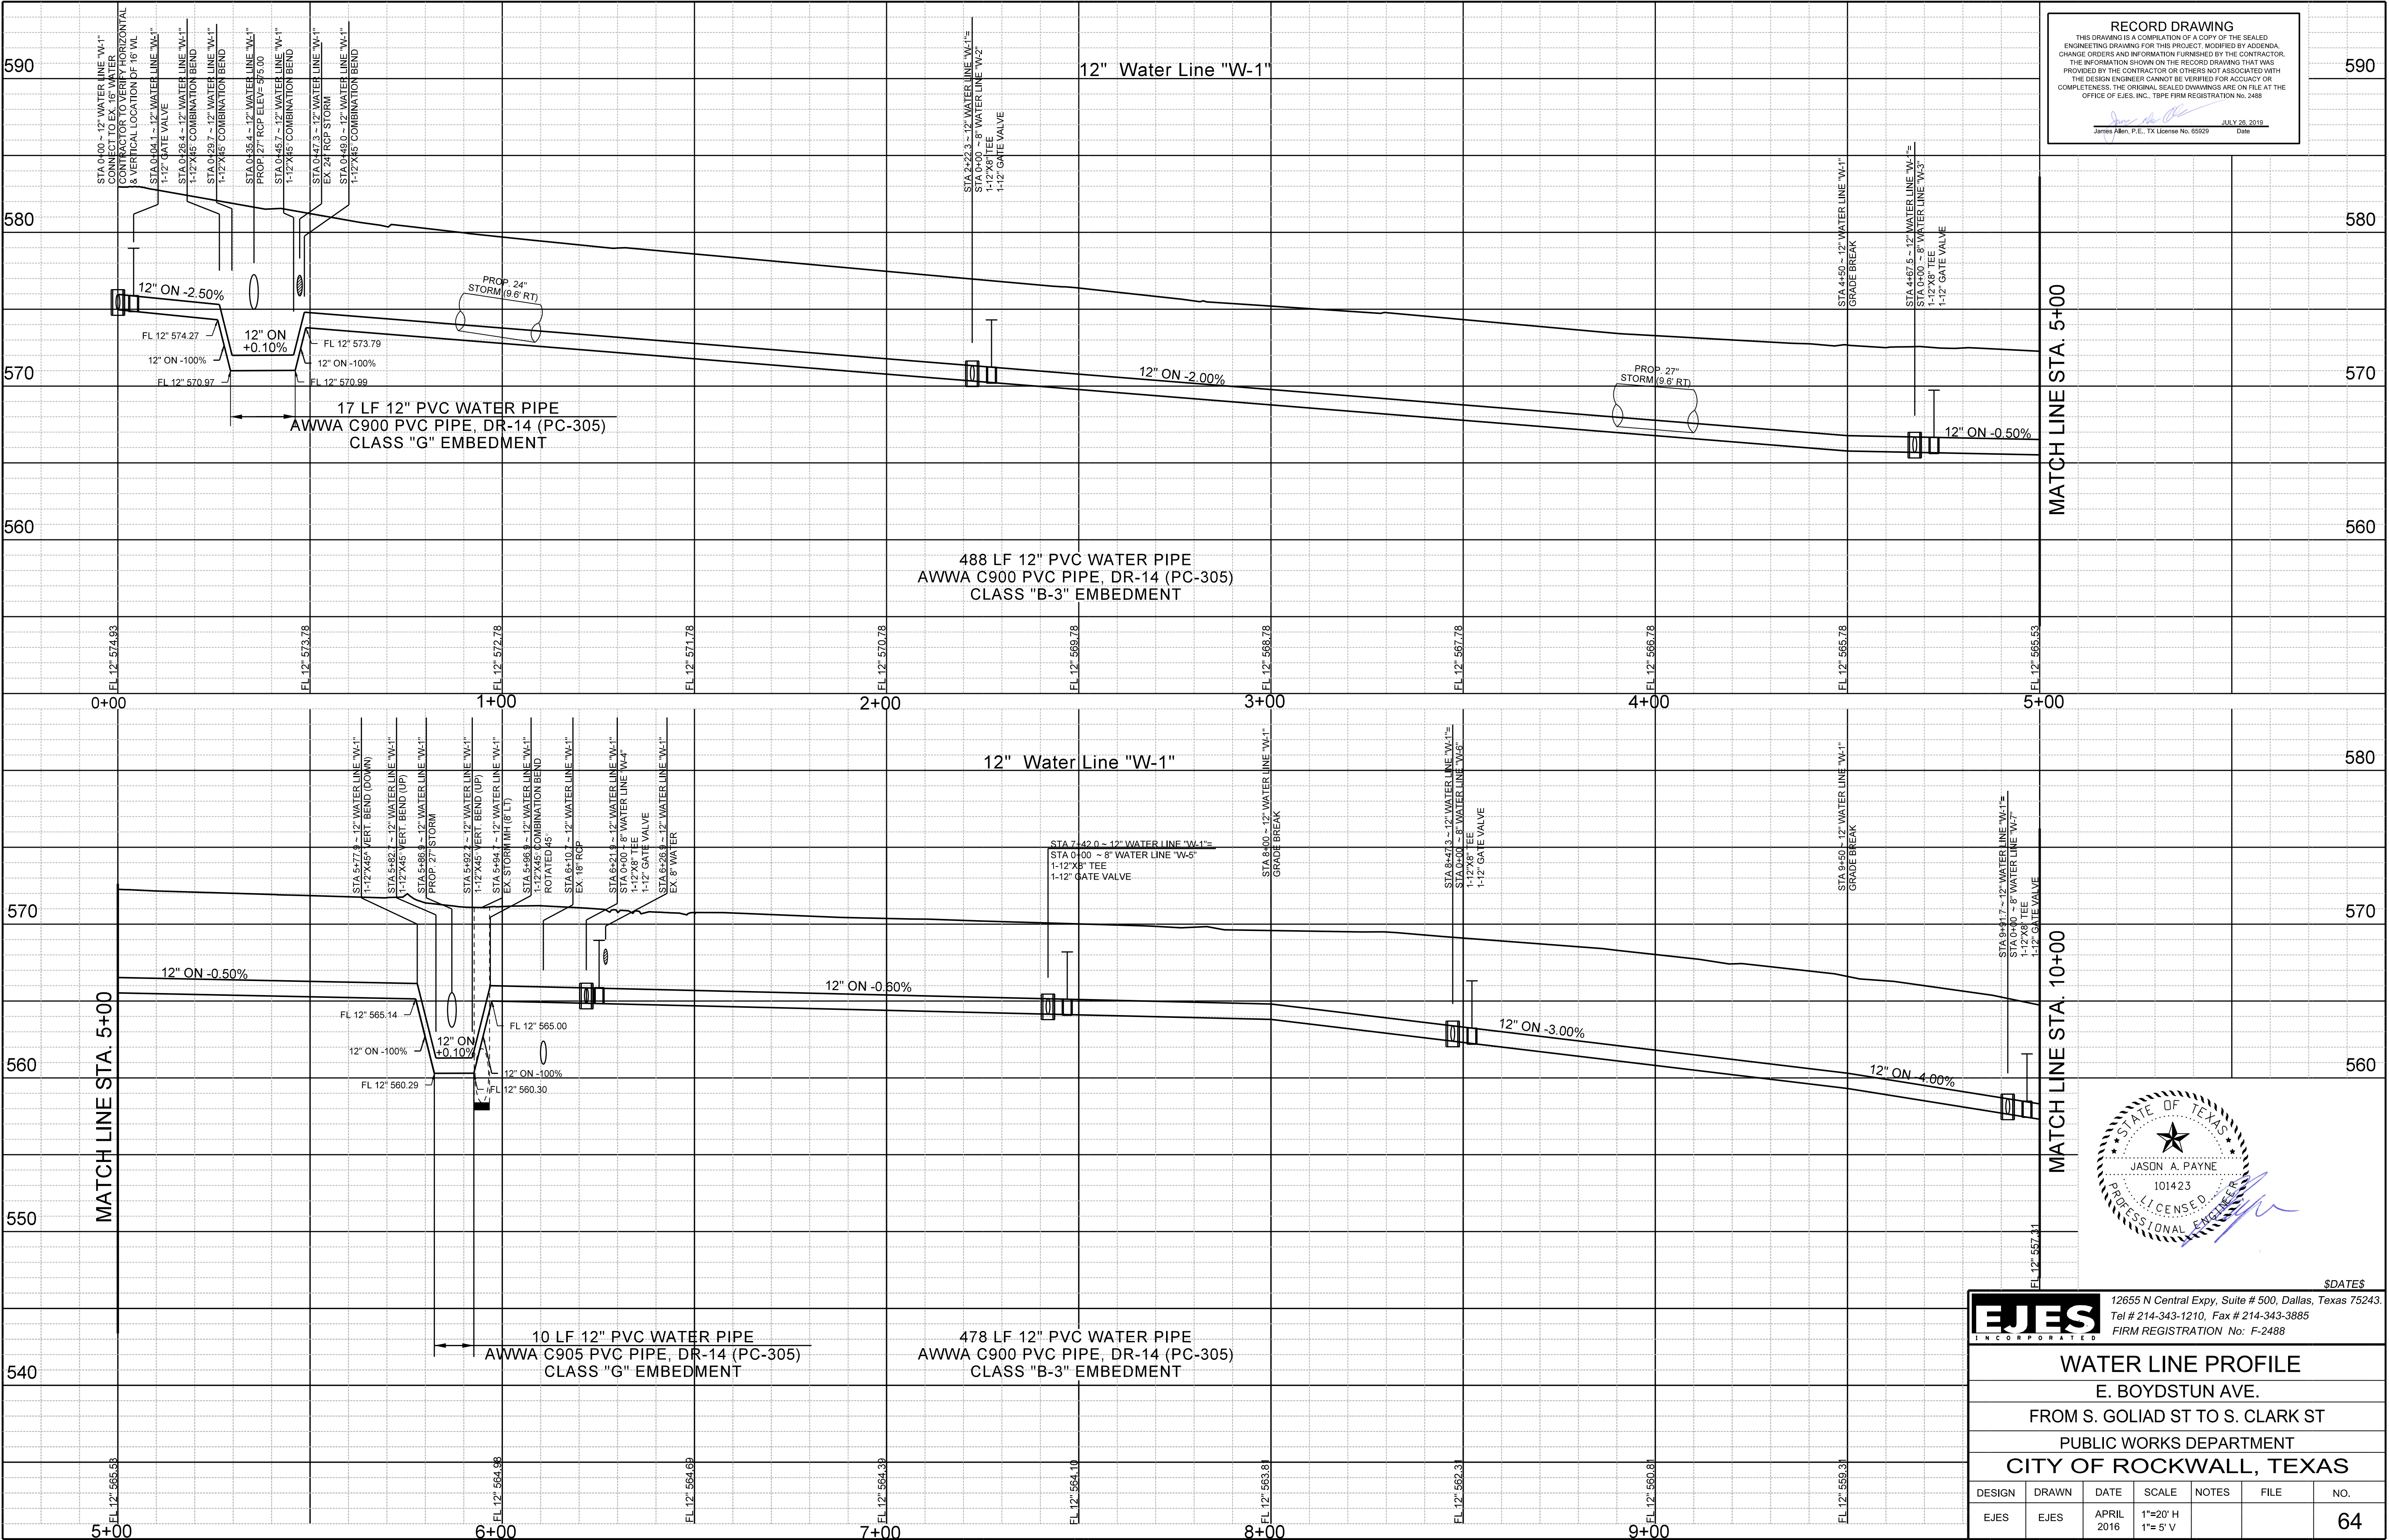 RECORD DRAWING
THIS DRAWING IS A COMPILATION OF A COPY OF THE SEALED
ENGINEETING DRAWING FOR THIS PROJECT, MODIFIED BY ADDENDA,
CHANGE ORDERS AND INFORMATION FURNISHED BY THE CONTRACTOR,
THE INFORMATION SHOWN ON THE RECORD DRAWING THAT WAS
PROVIDED BY THE CONTRACTOR OR OTHERS NOT ASSOCIATED WITH
THE DESIGN ENGINEER CANNOT BE VERIFIED FOR ACCUACY OR
COMPLETENESS, THE ORIGINAL SEALED DWAWINGS ARE ON FILE AT THE
OFFICE OF EJES, INC., TBPE FIRM REGISTRATION No. 2488
JULY 26, 2019
James Allen, P.E., TX License No. 65929 Date
12" Water Line "W-1"
590
580
570
560
590
580
570
560
STA 0+00 ~ 12" WATER LINE "W-1"
CONNECT TO EX. 16" WATER
CONTRACTOR TO VERIFY HORIZONTAL
& VERTICAL LOCATION OF 16' WL
STA 0+04.1 ~ 12" WATER LINE "W-1"
1-12" GATE VALVE
STA 0+26.4 ~ 12" WATER LINE "W-1"
1-12"X45° COMBINATION BEND
STA 0+29.7 ~ 12" WATER LINE "W-1"
1-12"X45° COMBINATION BEND
STA 0+35.4 ~ 12" WATER LINE "W-1"
PROP. 27" RCP ELEV= 575.00
STA 0+45.7 ~ 12" WATER LINE "W-1"
1-12"X45° COMBINATION BEND
STA 0+47.3 ~ 12" WATER LINE "W-1"
EX. 24" RCP STORM
STA 0+49.0 ~ 12" WATER LINE "W-1"
1-12"X45° COMBINATION BEND
STA 2+22.3 ~ 12" WATER LINE "W-1"=
STA 0+00 ~ 8" WATER LINE "W-2"
1-12"X8" TEE
1-12" GATE VALVE
STA 4+50 ~ 12" WATER LINE "W-1"
GRADE BREAK
STA 4+67.5 ~ 12" WATER LINE "W-1"=
STA 0+00 ~ 8" WATER LINE "W-3"
1-12"X8" TEE
1-12" GATE VALVE
12" ON -2.50%
FL 12" 574.27
12" ON -100%
FL 12" 570.97
12" ON
+0.10%
FL 12" 573.79
12" ON -100%
FL 12" 570.99
PROP. 24"
STORM (9.6' RT)
12" ON -2.00%
PROP. 27"
STORM (9.6' RT)
12" ON -0.50%
MATCH LINE STA. 5+00
17 LF 12" PVC WATER PIPE
AWWA C900 PVC PIPE, DR-14 (PC-305)
CLASS "G" EMBEDMENT
488 LF 12" PVC WATER PIPE
AWWA C900 PVC PIPE, DR-14 (PC-305)
CLASS "B-3" EMBEDMENT
FL 12" 574.93
FL 12" 573.78
FL 12" 572.78
FL 12" 571.78
FL 12" 570.78
FL 12" 569.78
FL 12" 568.78
FL 12" 567.78
FL 12" 566.78
FL 12" 565.78
FL 12" 565.53
0+00 1+00 2+00 3+00 4+00 5+00
12" Water Line "W-1"
580
570
560
550
540
580
570
560
STA 5+77.9 ~ 12" WATER LINE "W-1"
1-12"X45° VERT. BEND (DOWN)
STA 5+82.7 ~ 12" WATER LINE "W-1"
1-12"X45° VERT. BEND (UP)
STA 5+86.9 ~ 12" WATER LINE "W-1"
PROP. 27" STORM
STA 5+92.2 ~ 12" WATER LINE "W-1"
1-12"X45° VERT. BEND (UP)
STA 5+94.7 ~ 12" WATER LINE "W-1"
EX. STORM MH (8' LT)
STA 5+96.9 ~ 12" WATER LINE "W-1"
1-12"X45° COMBINATION BEND
ROTATED 45°
STA 6+10.7 ~ 12" WATER LINE "W-1"
EX. 18" RCP
STA 6+21.9 ~ 12" WATER LINE "W-1"
STA 0+00 ~ 8" WATER LINE "W-4"
1-12"X8" TEE
1-12" GATE VALVE
STA 6+26.9 ~ 12" WATER LINE "W-1"
EX. 8" WATER
STA 7+42.0 ~ 12" WATER LINE "W-1"=
STA 0+00 ~ 8" WATER LINE "W-5"
1-12"X8" TEE
1-12" GATE VALVE
STA 8+00 ~ 12" WATER LINE "W-1"
GRADE BREAK
STA 8+47.3 ~ 12" WATER LINE "W-1"=
STA 0+00 ~ 8" WATER LINE "W-6"
1-12"X8" TEE
1-12" GATE VALVE
STA 9+50 ~ 12" WATER LINE "W-1"
GRADE BREAK
STA 9+91.7 ~ 12" WATER LINE "W-1"=
STA 0+00 ~ 8" WATER LINE "W-7"
1-12"X8" TEE
1-12" GATE VALVE
MATCH LINE STA. 5+00
12" ON -0.50%
FL 12" 565.14
12" ON -100%
FL 12" 560.29
12" ON
+0.10%
FL 12" 565.00
12" ON -100%
FL 12" 560.30
12" ON -0.60%
12" ON -3.00%
12" ON -4.00%
MATCH LINE STA. 10+00
10 LF 12" PVC WATER PIPE
AWWA C905 PVC PIPE, DR-14 (PC-305)
CLASS "G" EMBEDMENT
478 LF 12" PVC WATER PIPE
AWWA C900 PVC PIPE, DR-14 (PC-305)
CLASS "B-3" EMBEDMENT
FL 12" 565.53
FL 12" 564.98
FL 12" 564.69
FL 12" 564.39
FL 12" 564.10
FL 12" 563.81
FL 12" 562.31
FL 12" 560.81
FL 12" 559.31
FL 12" 557.31
5+00 6+00 7+00 8+00 9+00
STATE OF TEXAS
JASON A. PAYNE
101423
LICENSED
PROFESSIONAL ENGINEER
$DATE$
EJES
INCORPORATED
12655 N Central Expy, Suite # 500, Dallas, Texas 75243.
Tel # 214-343-1210, Fax # 214-343-3885
FIRM REGISTRATION No: F-2488
WATER LINE PROFILE
E. BOYDSTUN AVE.
FROM S. GOLIAD ST TO S. CLARK ST
PUBLIC WORKS DEPARTMENT
CITY OF ROCKWALL, TEXAS
DESIGN DRAWN DATE SCALE NOTES FILE NO.
EJES EJES APRIL 2016 1"=20' H 1"= 5' V 64